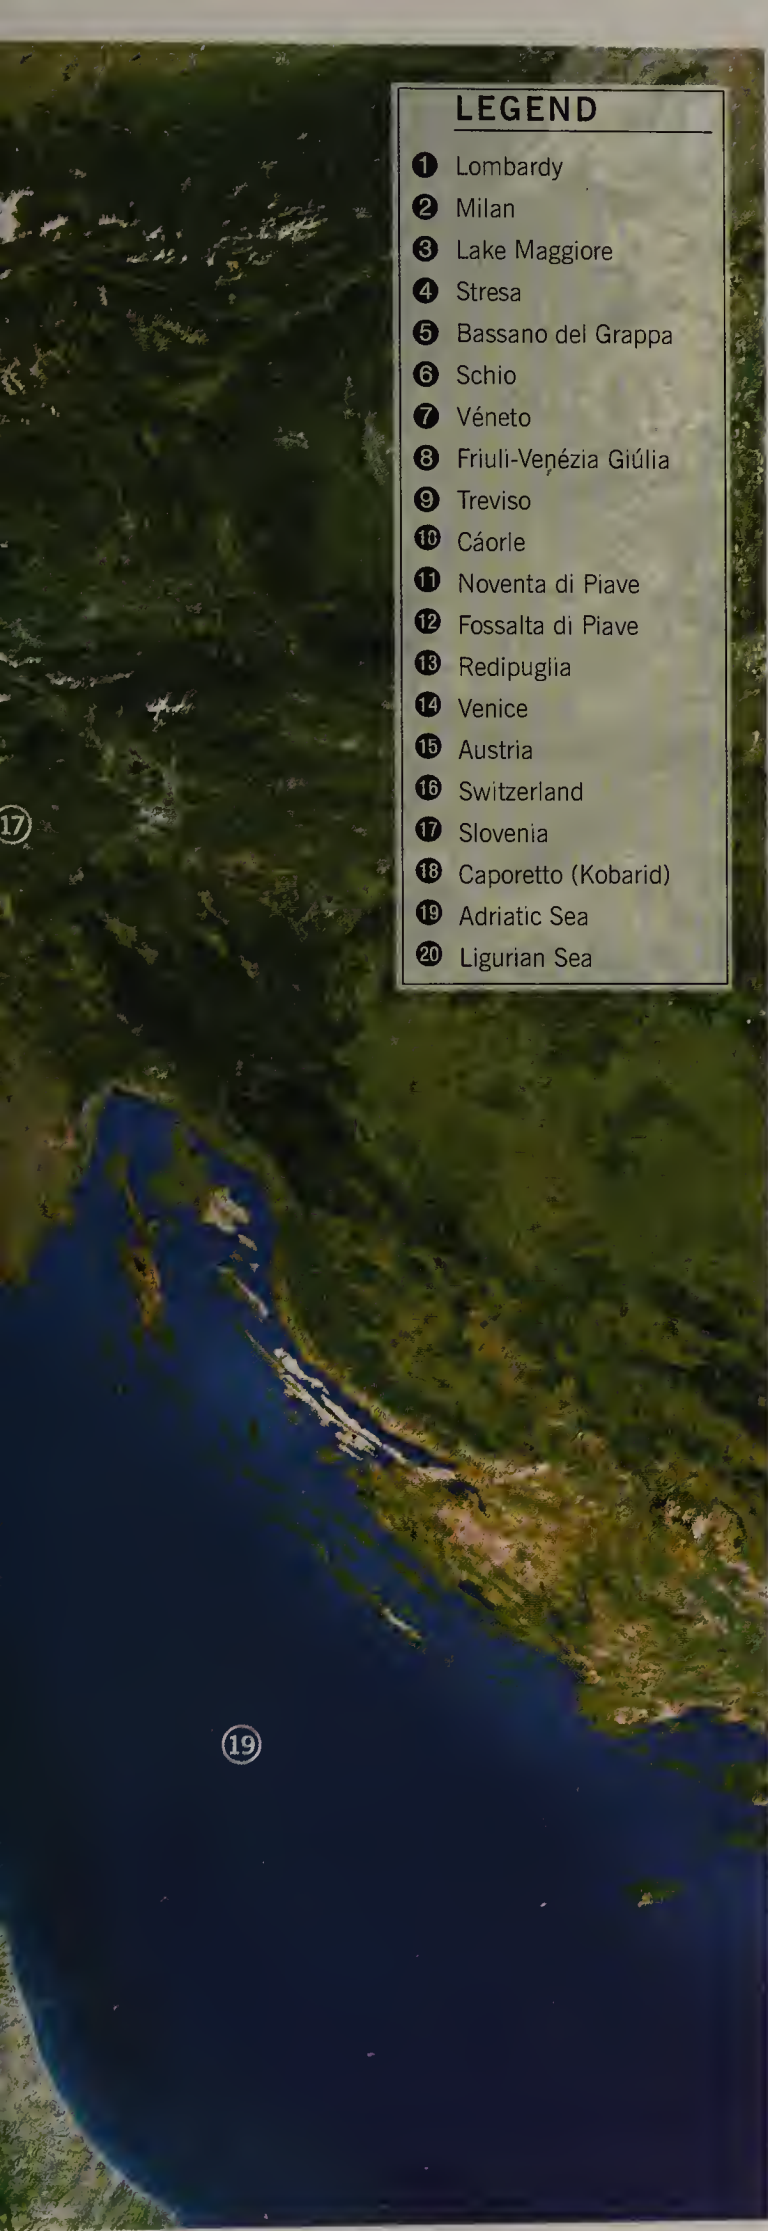 LEGEND
1 Lombardy
2 Milan
3 Lake Maggiore
4 Stresa
5 Bassano del Grappa
6 Schio
7 Véneto
8 Friuli-Venézia Giúlia
9 Treviso
10 Cáorle
11 Noventa di Piave
12 Fossalta di Piave
13 Redipuglia
14 Venice
15 Austria
16 Switzerland
17 Slovenia
18 Caporetto (Kobarid)
19 Adriatic Sea
20 Ligurian Sea
17
19